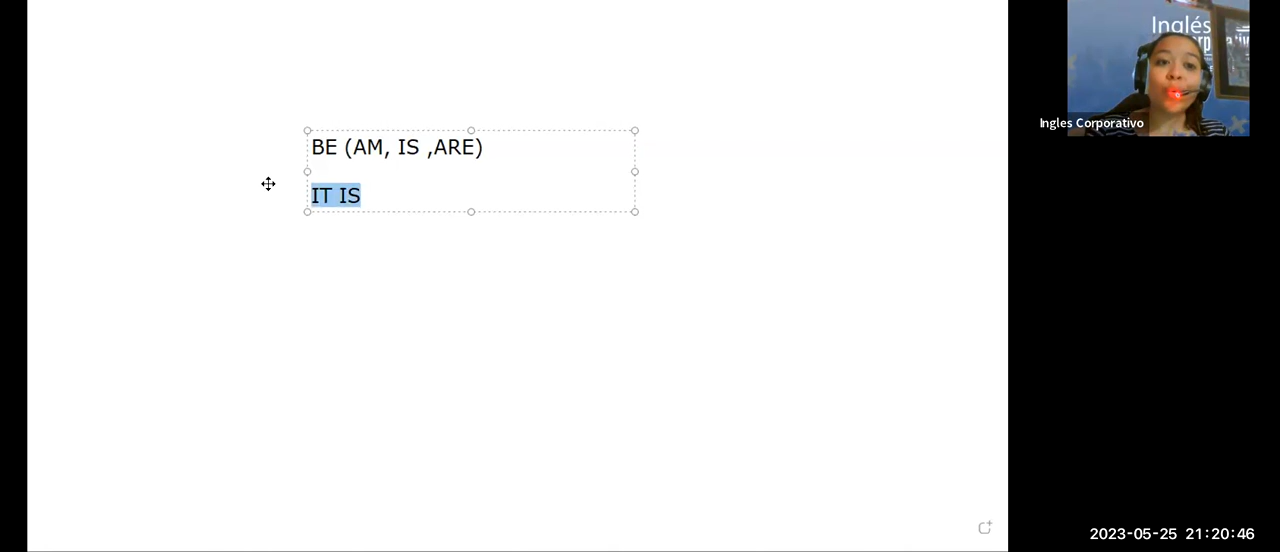 BE (AM, IS ,ARE)
IT IS
Inglés
Ingles Corporativo
2023-05-25 21:20:46